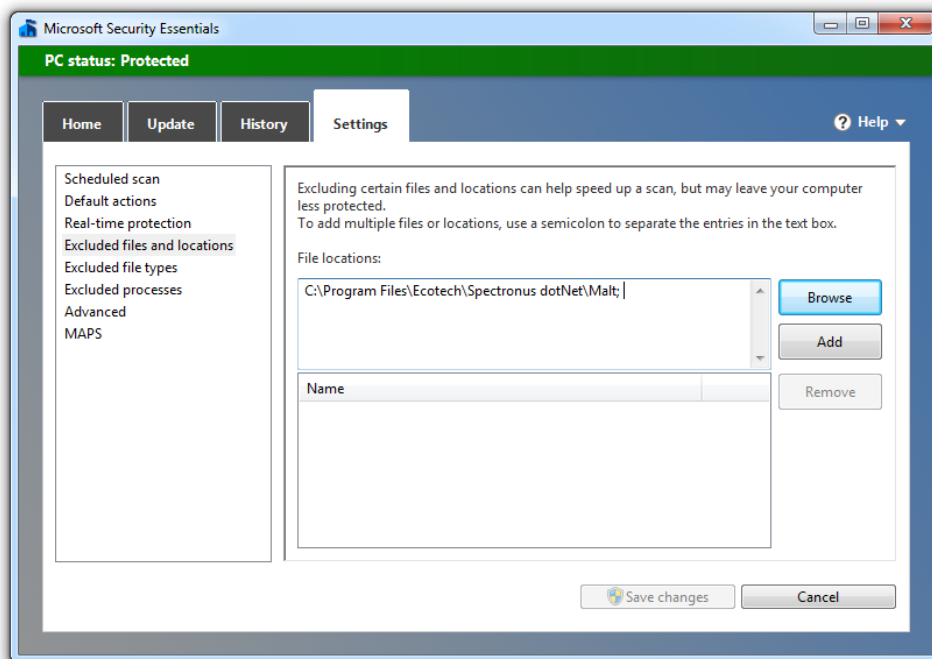 Microsoft Security Essentials
PC status: Protected
Home
Update
History
Settings
Help
Scheduled scan
Default actions
Real-time protection
Excluded files and locations
Excluded file types
Excluded processes
Advanced
MAPS
Excluding certain files and locations can help speed up a scan, but may leave your computer
less protected.
To add multiple files or locations, use a semicolon to separate the entries in the text box.
File locations:
C:\Program Files\Ecotech\Spectronus dotNet\Malt;
Browse
Add
Name
Remove
Save changes
Cancel